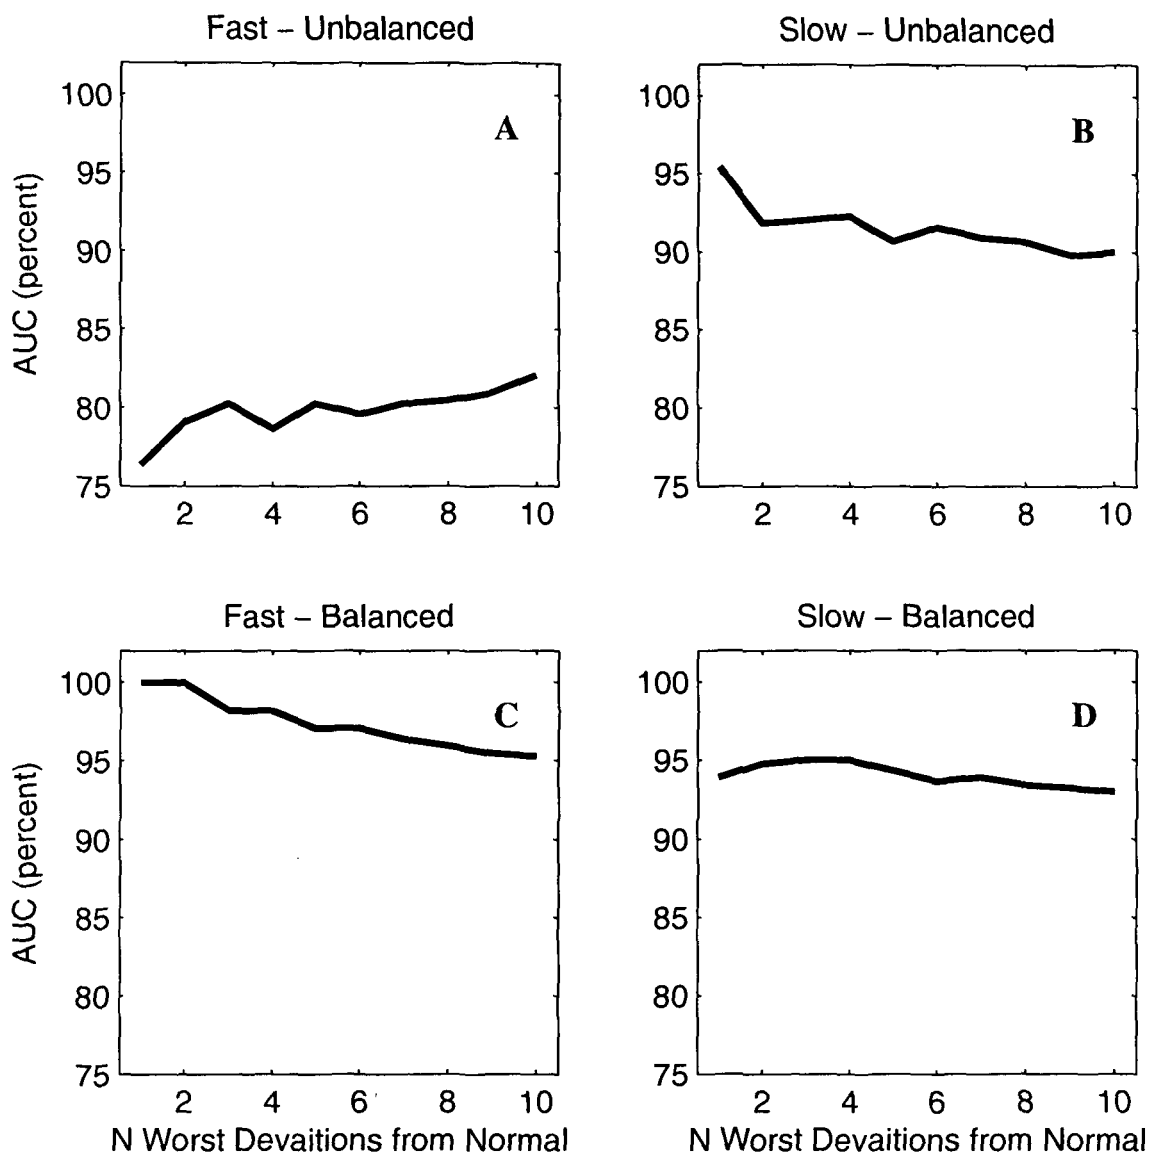 Fast – Unbalanced
Slow – Unbalanced
A
B
AUC (percent)
100
95
90
85
80
75
2 4 6 8 10
100
95
90
85
80
75
2 4 6 8 10
Fast – Balanced
Slow – Balanced
C
D
AUC (percent)
100
95
90
85
80
75
2 4 6 8 10
N Worst Devaitions from Normal
100
95
90
85
80
75
2 4 6 8 10
N Worst Devaitions from Normal